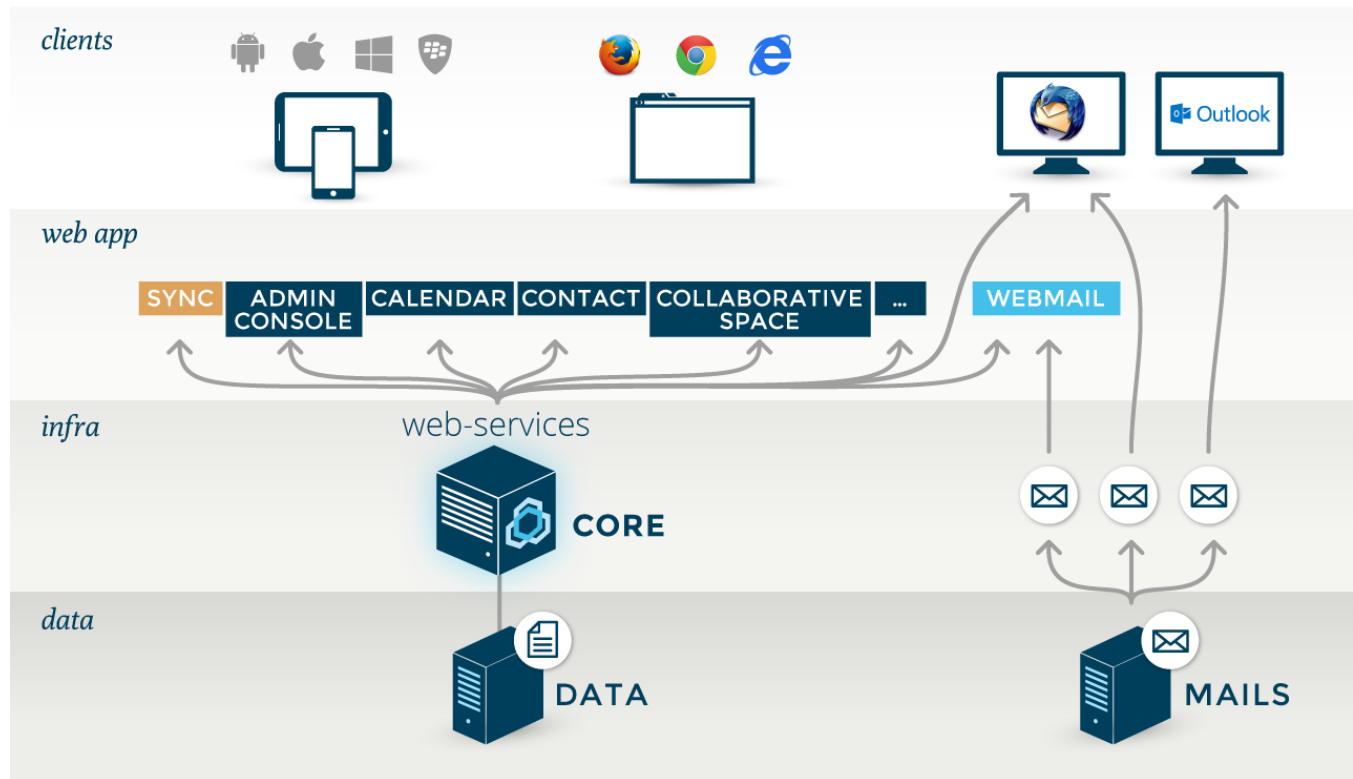 clients
Outlook
web app
SYNC
ADMIN
CONSOLE
CALENDAR
CONTACT
COLLABORATIVE
SPACE
...
WEBMAIL
infra
web-services
CORE
data
DATA
MAILS